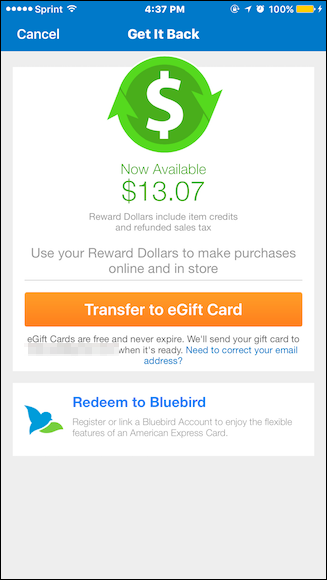 Sprint 4:37 PM 100%
Cancel Get It Back
$
Now Available
$13.07
Reward Dollars include item credits
and refunded sales tax
Use your Reward Dollars to make purchases
online and in store
Transfer to eGift Card
eGift Cards are free and never expire. We'll send your gift card to
when it's ready. Need to correct your email
address?
Redeem to Bluebird
Register or link a Bluebird Account to enjoy the flexible
features of an American Express Card.